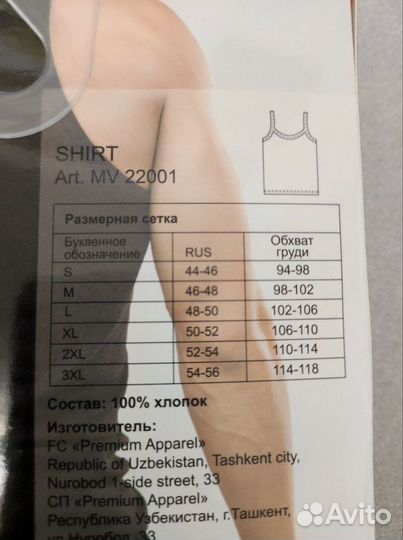 SHIRT
Art. MV 22001
Размерная сетка
Буквенное обозначение RUS Обхват груди
S 44-46 94-98
M 46-48 98-102
L 48-50 102-106
XL 50-52 106-110
2XL 52-54 110-114
3XL 54-56 114-118
Состав: 100% хлопок
Изготовитель:
FC «Premium Apparel»
Republic of Uzbekistan, Tashkent city,
Nurobod 1-side street, 33
СП «Premium Apparel»
Республика Узбекистан, г.Ташкент,
ул.Нуробод, 33
Avito